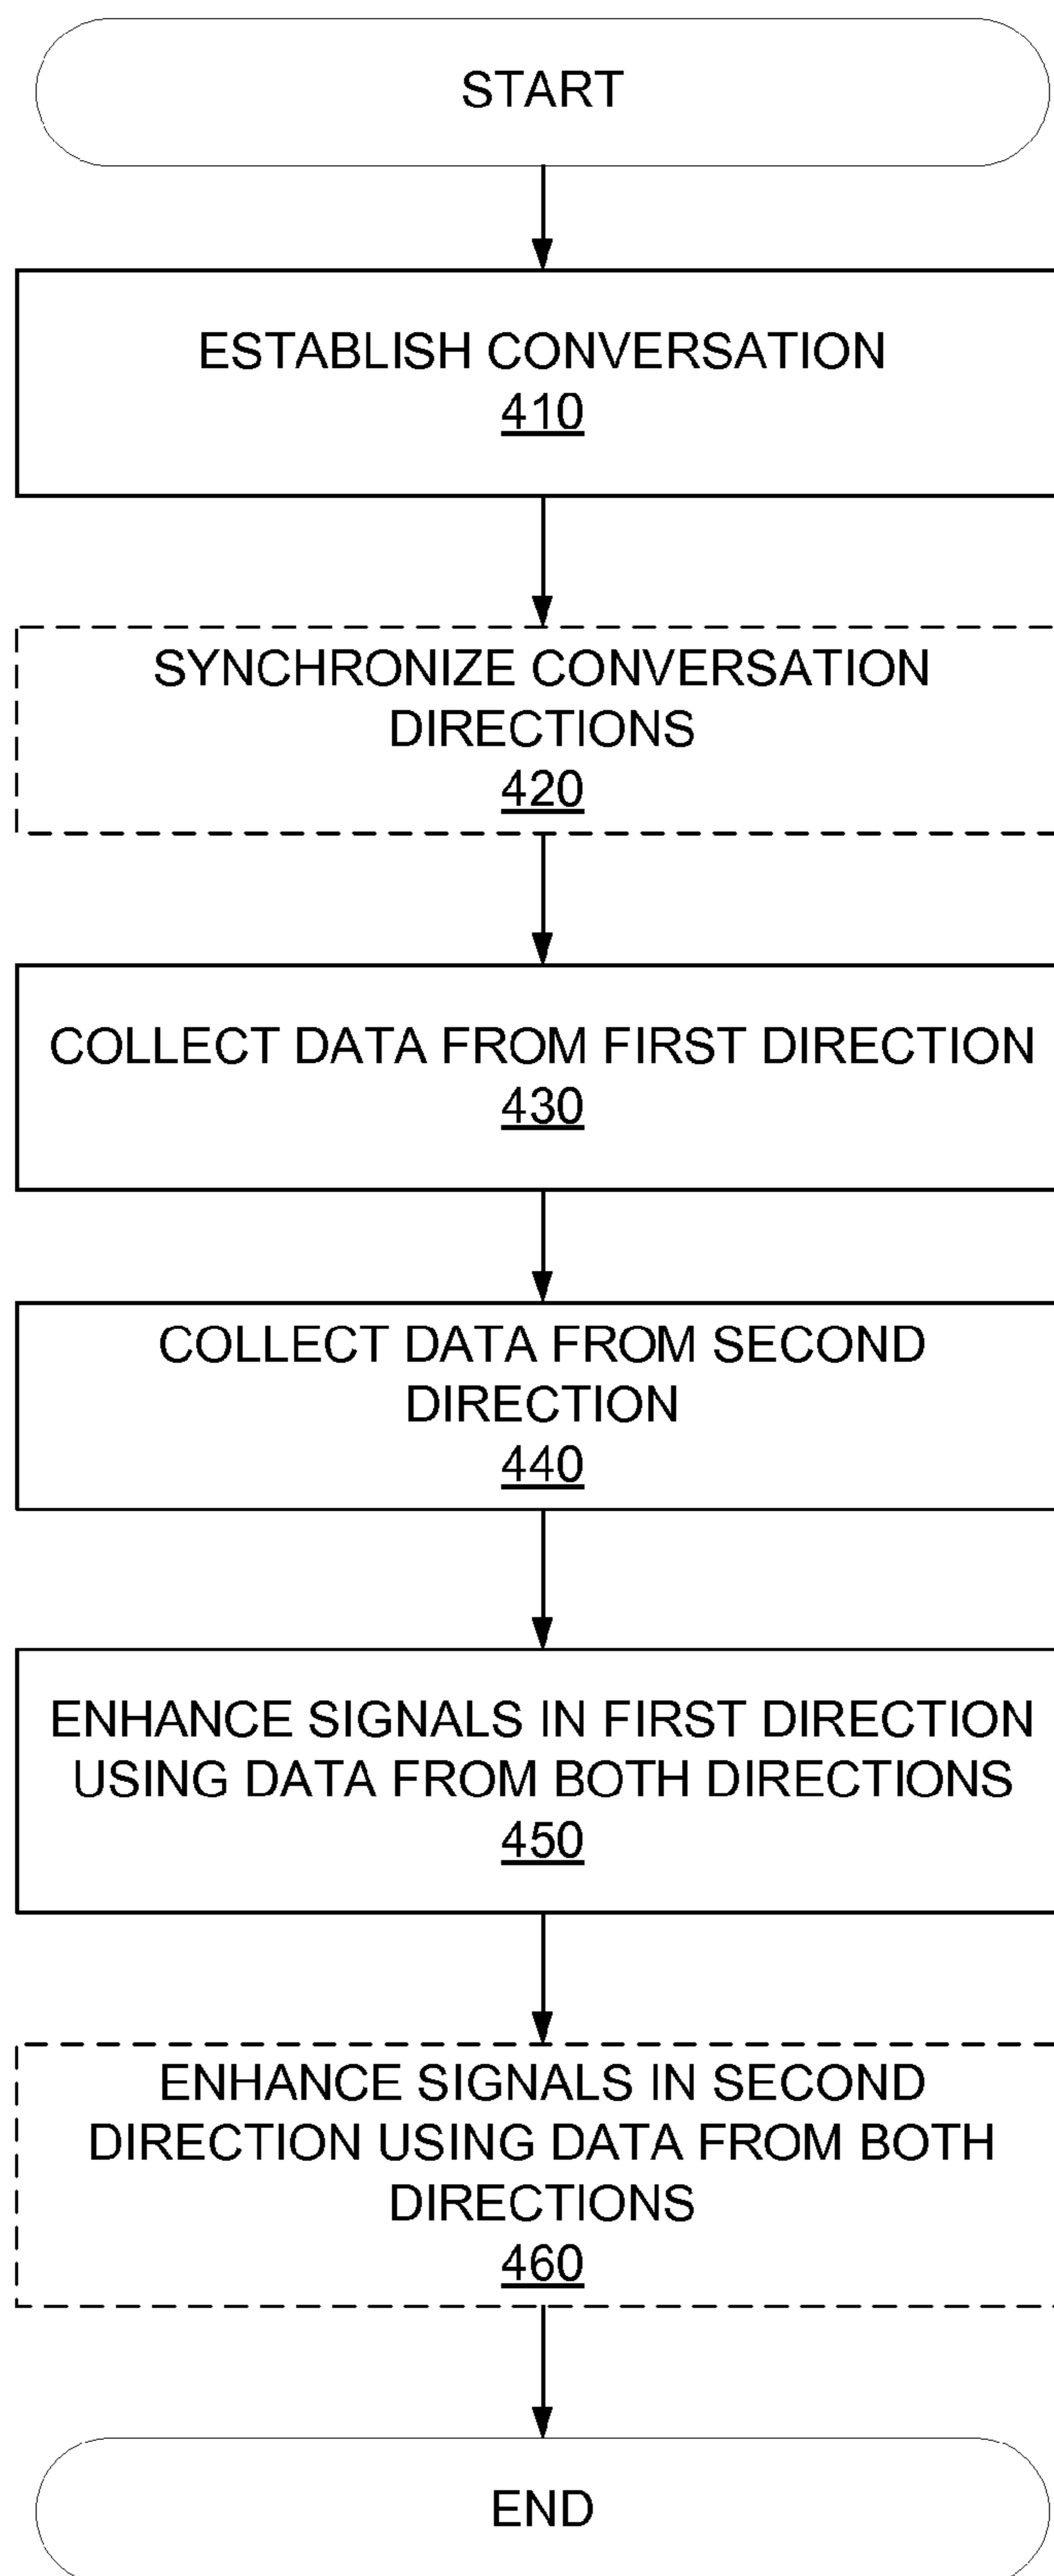 START
ESTABLISH CONVERSATION
410
SYNCHRONIZE CONVERSATION
DIRECTIONS
420
COLLECT DATA FROM FIRST DIRECTION
430
COLLECT DATA FROM SECOND
DIRECTION
440
ENHANCE SIGNALS IN FIRST DIRECTION
USING DATA FROM BOTH DIRECTIONS
450
ENHANCE SIGNALS IN SECOND
DIRECTION USING DATA FROM BOTH
DIRECTIONS
460
END